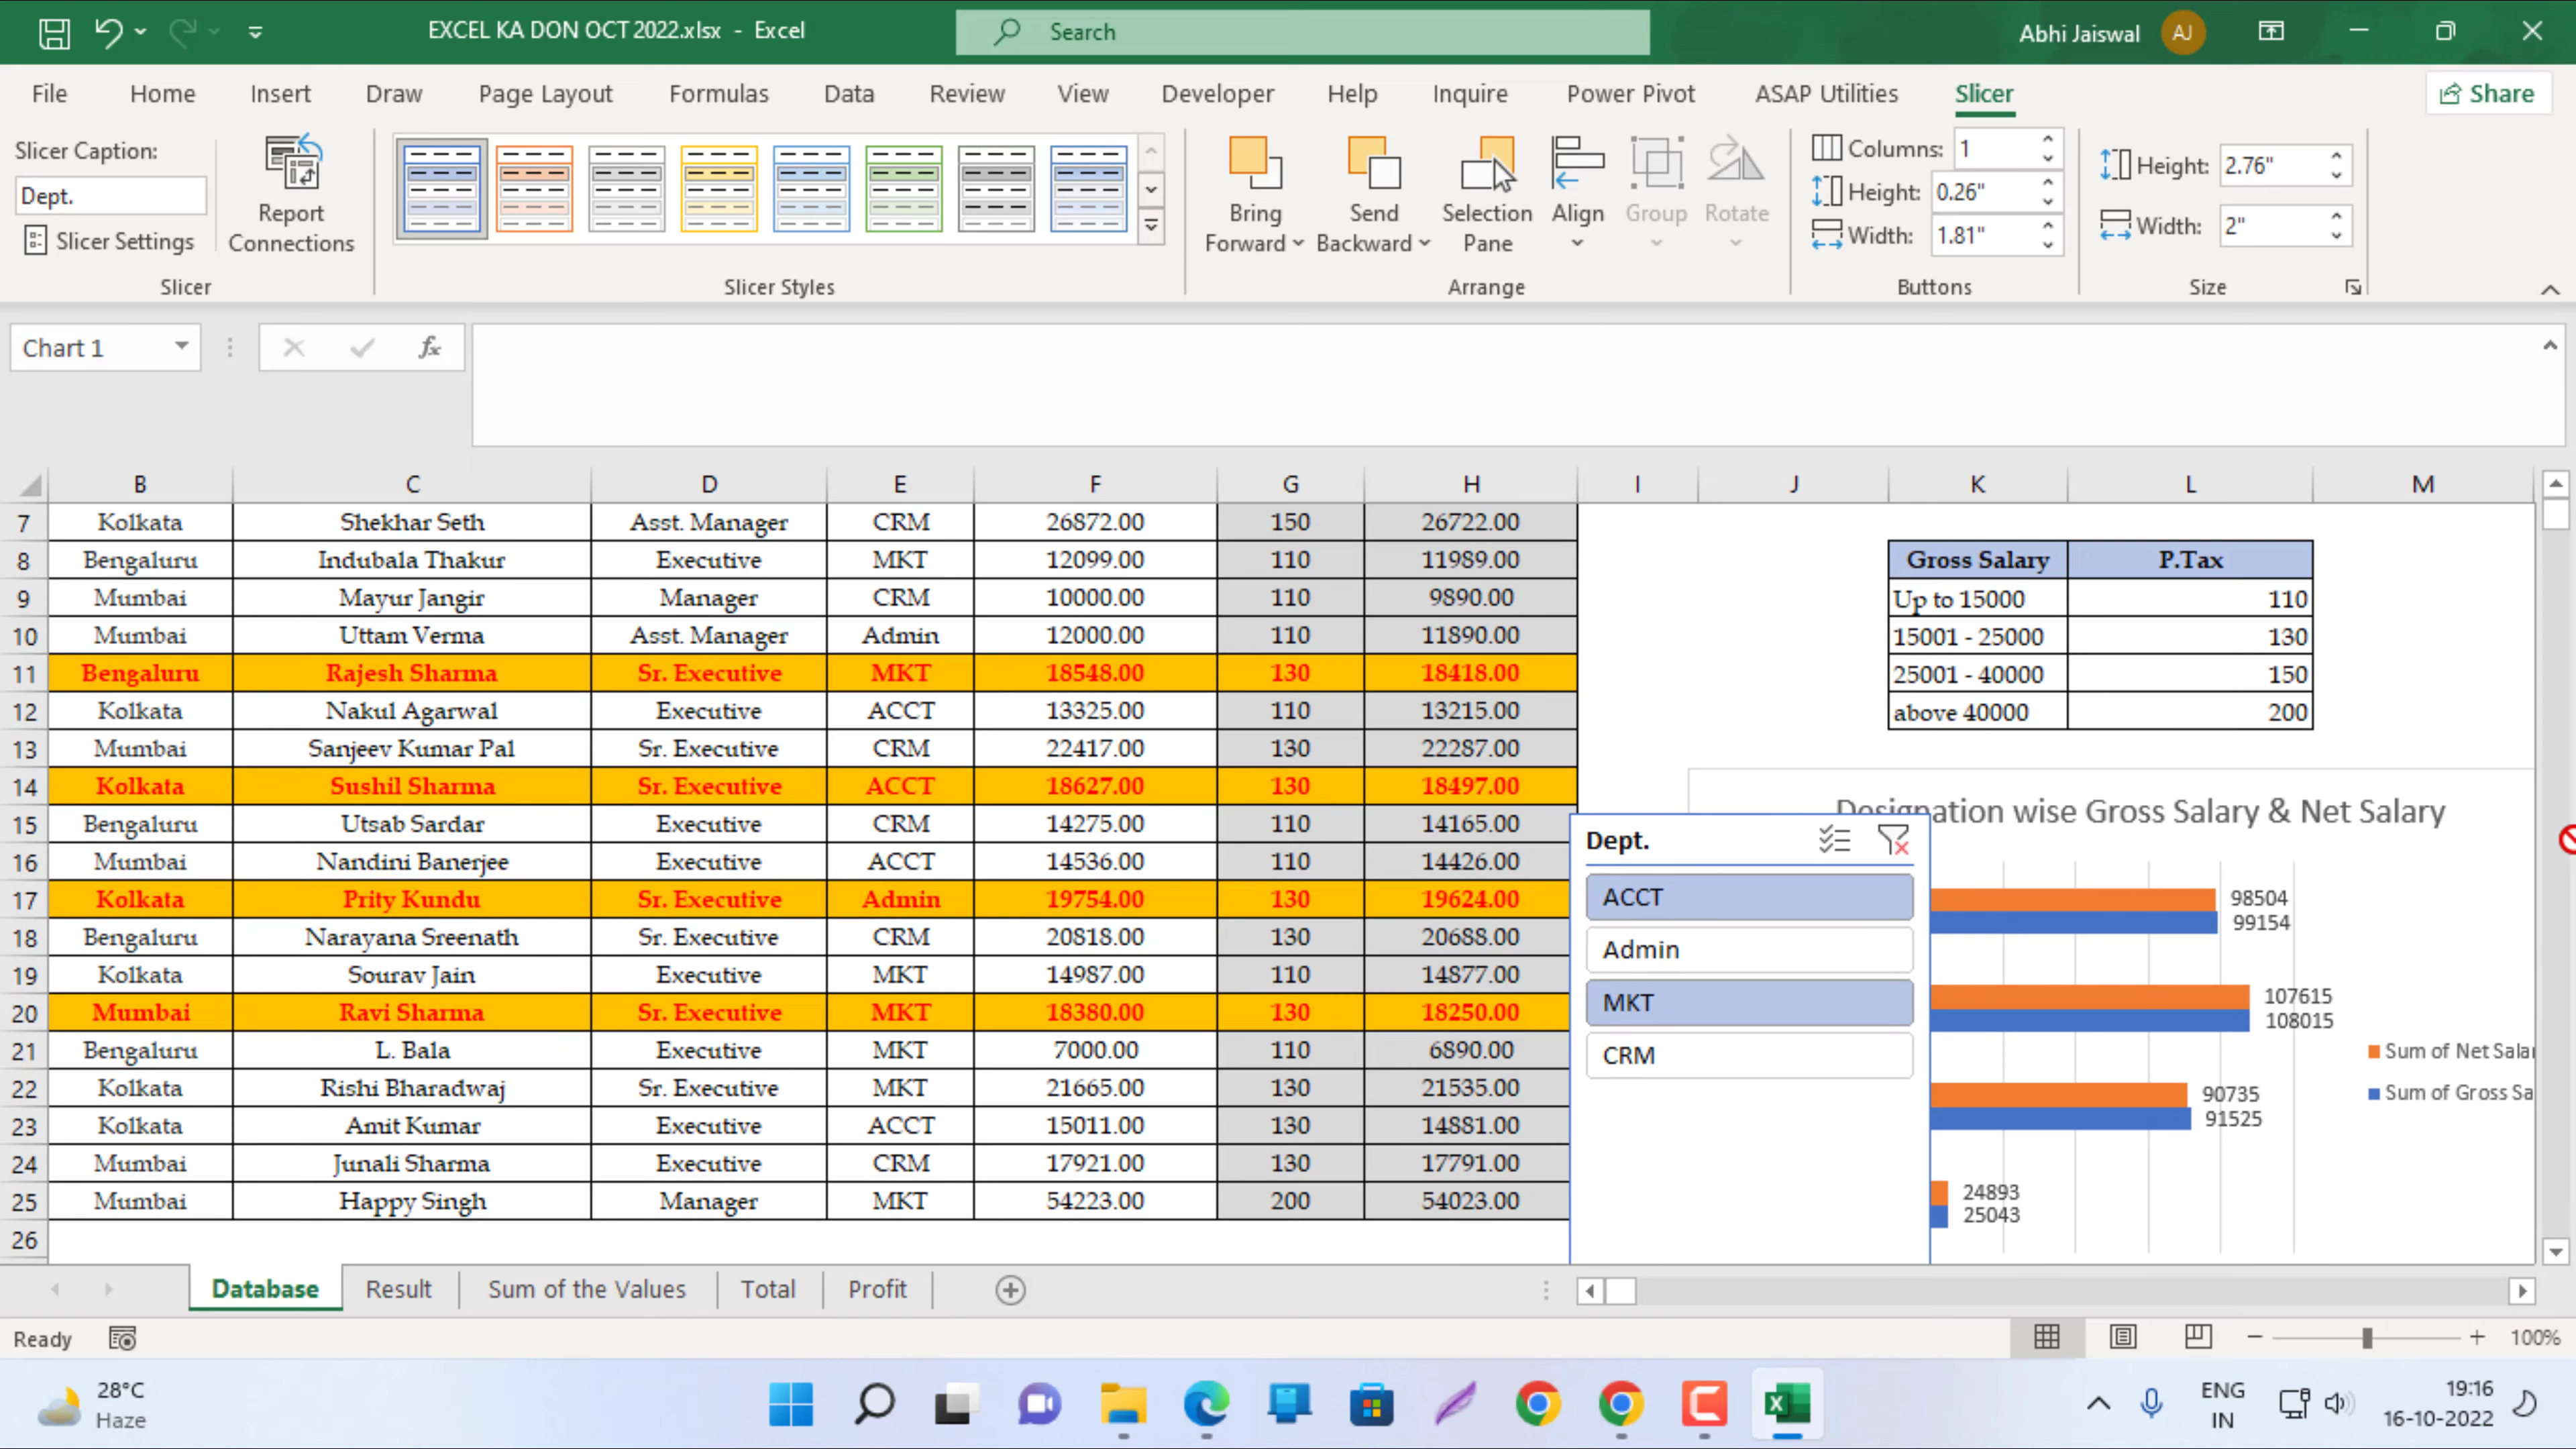 EXCEL KA DON OCT 2022.xlsx - Excel
Search
Abhi Jaiswal
AJ
File Home Insert Draw Page Layout Formulas Data Review View Developer Help Inquire Power Pivot ASAP Utilities Slicer
Share
Slicer Caption:
Dept.
Slicer Settings
Report Connections
Slicer
Slicer Styles
Bring Forward
Send Backward
Selection Pane
Align
Group
Rotate
Arrange
Columns: 1
Height: 0.26"
Width: 1.81"
Buttons
Height: 2.76"
Width: 2"
Size
Chart 1
fx
B C D E F G H I J K L M
7 Kolkata Shekhar Seth Asst. Manager CRM 26872.00 150 26722.00
8 Bengaluru Indubala Thakur Executive MKT 12099.00 110 11989.00
9 Mumbai Mayur Jangir Manager CRM 10000.00 110 9890.00
10 Mumbai Uttam Verma Asst. Manager Admin 12000.00 110 11890.00
11 Bengaluru Rajesh Sharma Sr. Executive MKT 18548.00 130 18418.00
12 Kolkata Nakul Agarwal Executive ACCT 13325.00 110 13215.00
13 Mumbai Sanjeev Kumar Pal Sr. Executive CRM 22417.00 130 22287.00
14 Kolkata Sushil Sharma Sr. Executive ACCT 18627.00 130 18497.00
15 Bengaluru Utsab Sardar Executive CRM 14275.00 110 14165.00
16 Mumbai Nandini Banerjee Executive ACCT 14536.00 110 14426.00
17 Kolkata Prity Kundu Sr. Executive Admin 19754.00 130 19624.00
18 Bengaluru Narayana Sreenath Sr. Executive CRM 20818.00 130 20688.00
19 Kolkata Sourav Jain Executive MKT 14987.00 110 14877.00
20 Mumbai Ravi Sharma Sr. Executive MKT 18380.00 130 18250.00
21 Bengaluru L. Bala Executive MKT 7000.00 110 6890.00
22 Kolkata Rishi Bharadwaj Sr. Executive MKT 21665.00 130 21535.00
23 Kolkata Amit Kumar Executive ACCT 15011.00 130 14881.00
24 Mumbai Junali Sharma Executive CRM 17921.00 130 17791.00
25 Mumbai Happy Singh Manager MKT 54223.00 200 54023.00
26
Gross Salary P.Tax
Up to 15000 110
15001 - 25000 130
25001 - 40000 150
above 40000 200
Designation wise Gross Salary & Net Salary
Dept.
ACCT
Admin
MKT
CRM
98504
99154
107615
108015
90735
91525
24893
25043
Sum of Net Salar
Sum of Gross Sa
Database Result Sum of the Values Total Profit
Ready
100%
28°C
Haze
ENG
IN
19:16
16-10-2022